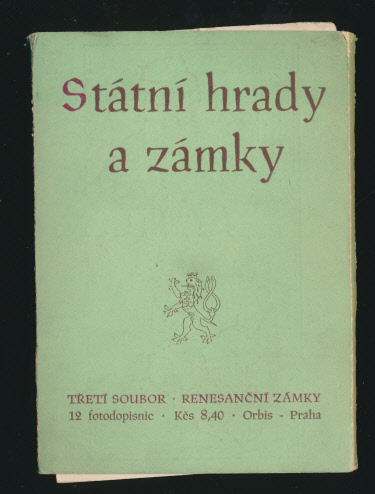 Státní hrady
a zámky
TŘETÍ SOUBOR · RENESANČNÍ ZÁMKY
12 fotodopisnic · Kčs 8,40 · Orbis - Praha